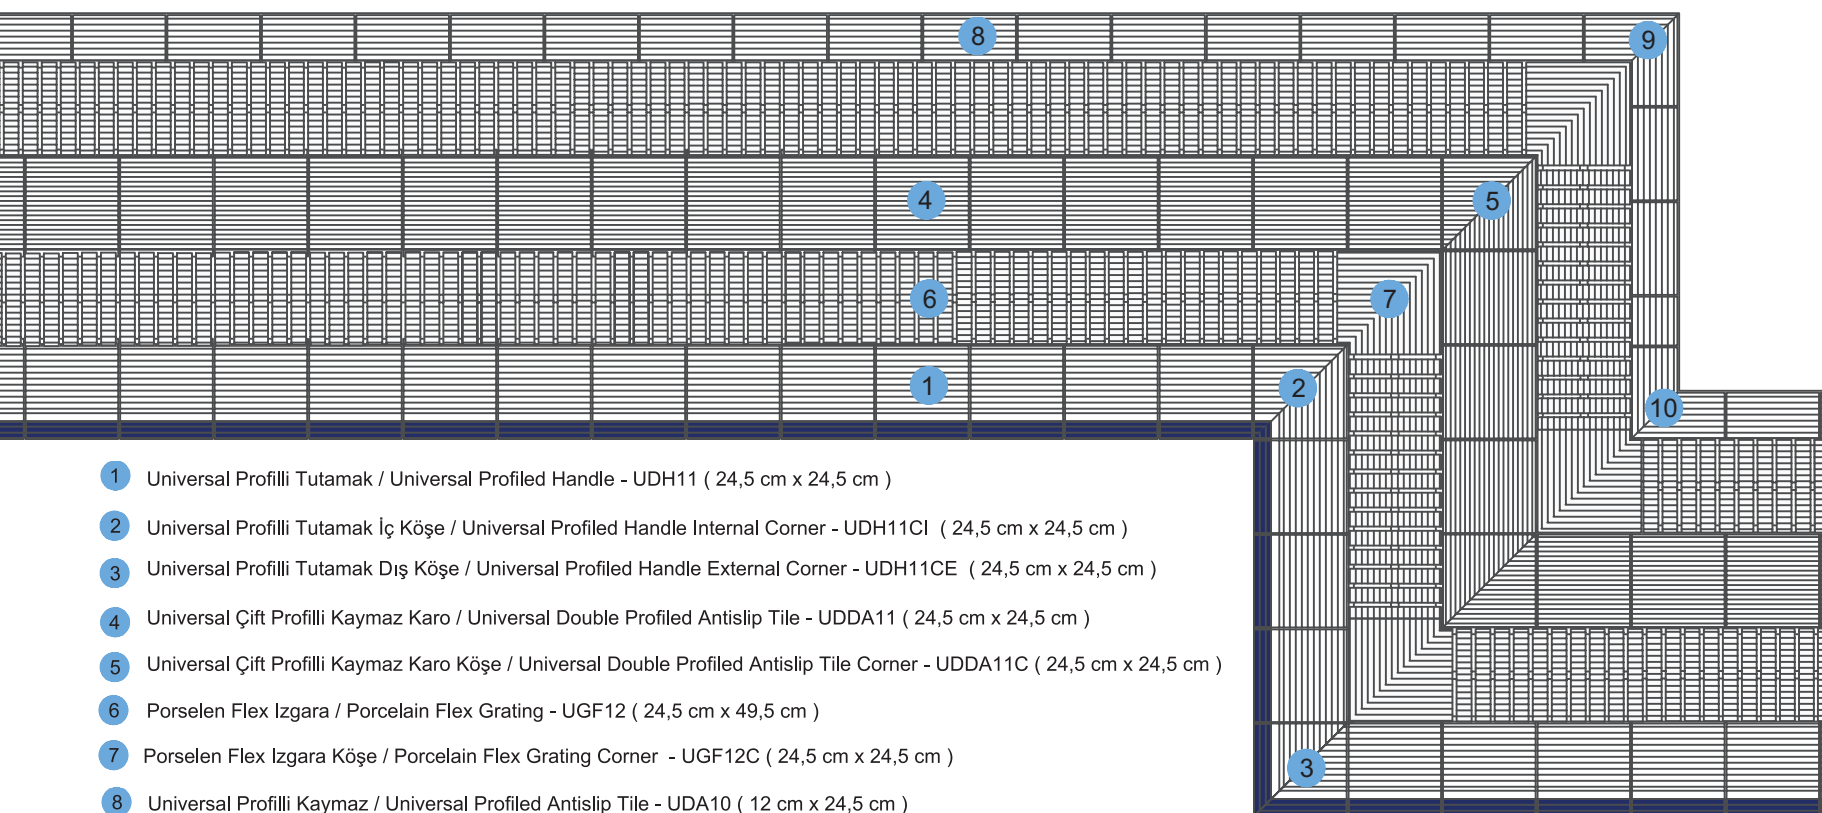 8
9
4
5
6
7
1
2
10
3
1 Universal Profilli Tutamak / Universal Profiled Handle - UDH11 ( 24,5 cm x 24,5 cm )
2 Universal Profilli Tutamak İç Köşe / Universal Profiled Handle Internal Corner - UDH11CI ( 24,5 cm x 24,5 cm )
3 Universal Profilli Tutamak Dış Köşe / Universal Profiled Handle External Corner - UDH11CE ( 24,5 cm x 24,5 cm )
4 Universal Çift Profilli Kaymaz Karo / Universal Double Profiled Antislip Tile - UDDA11 ( 24,5 cm x 24,5 cm )
5 Universal Çift Profilli Kaymaz Karo Köşe / Universal Double Profiled Antislip Tile Corner - UDDA11C ( 24,5 cm x 24,5 cm )
6 Porselen Flex Izgara / Porcelain Flex Grating - UGF12 ( 24,5 cm x 49,5 cm )
7 Porselen Flex Izgara Köşe / Porcelain Flex Grating Corner - UGF12C ( 24,5 cm x 24,5 cm )
8 Universal Profilli Kaymaz / Universal Profiled Antislip Tile - UDA10 ( 12 cm x 24,5 cm )